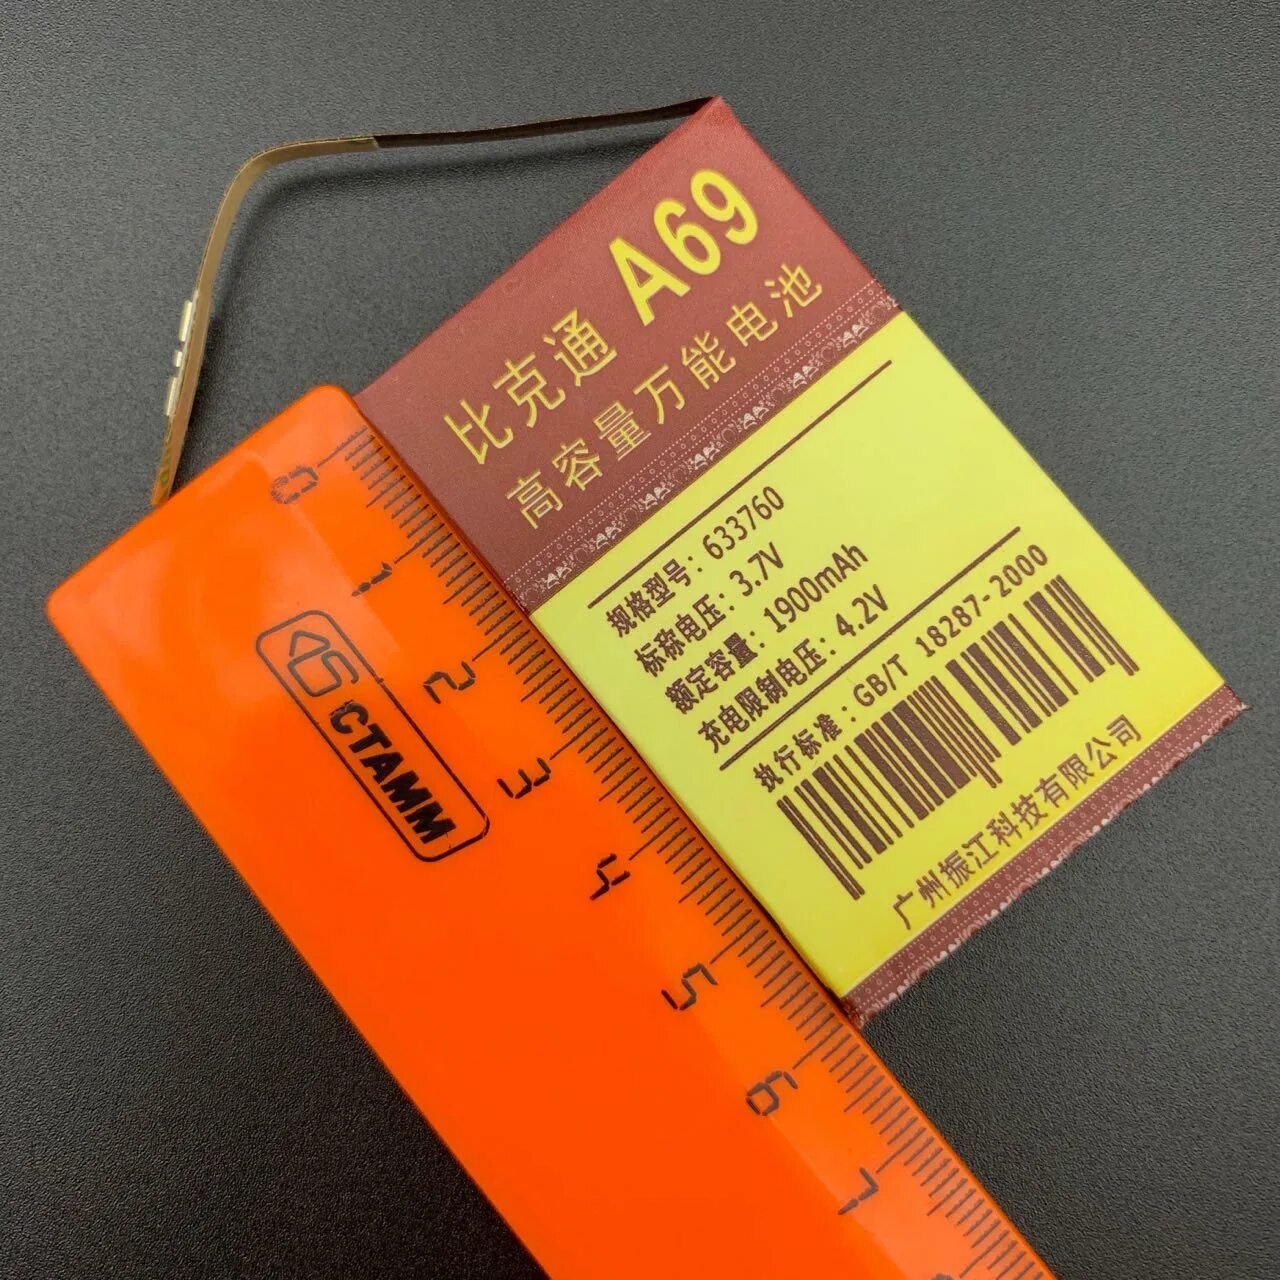 比克通 A69
高容量万能电池
规格型号: 633760
标称电压: 3.7V
额定容量: 1900mAh
充电限制电压: 4.2V
执行标准: GB/T 18287-2000
广州振江科技有限公司
0 1 2 3 4 5 6 7
СТАММ